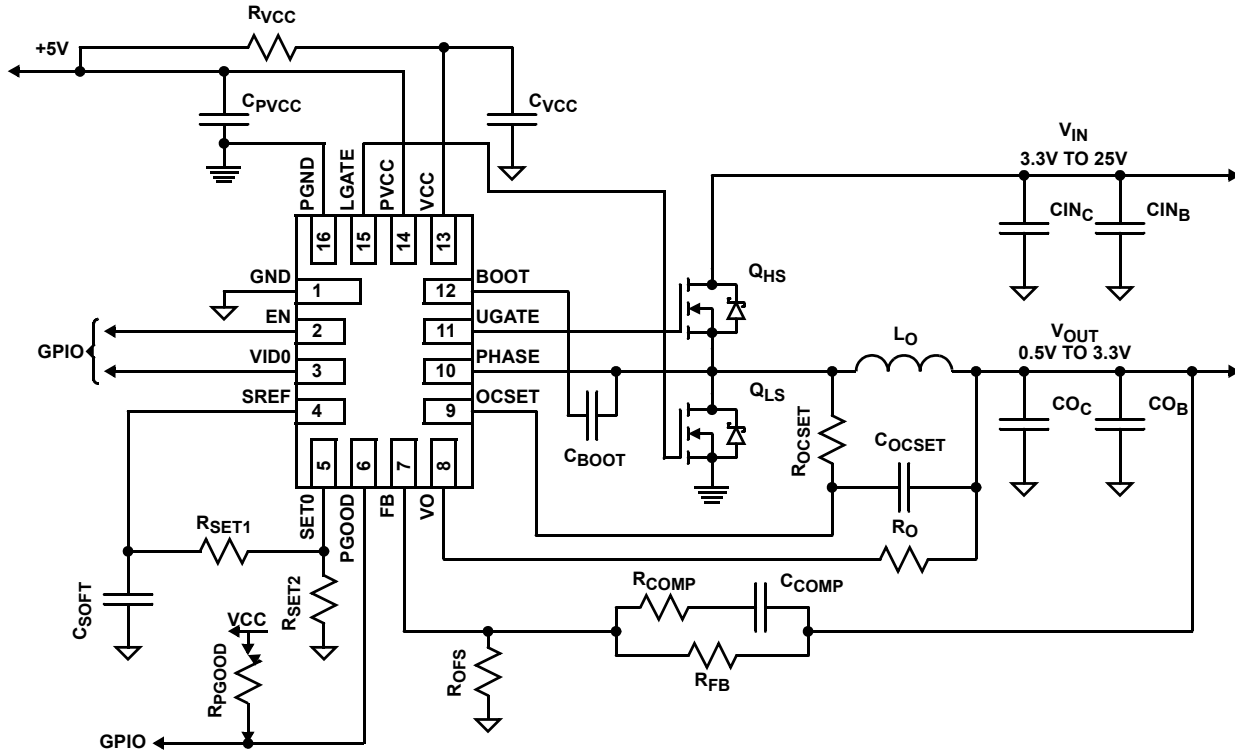 RVCC
+5V
CPVCC
CVCC
VIN
3.3V TO 25V
PGND
LGATE
PVCC
VCC
16
15
14
13
CINC
CINB
GND
1
12
BOOT
QHS
EN
2
11
UGATE
GPIO
VID0
3
10
PHASE
LO
VOUT
0.5V TO 3.3V
SREF
4
9
OCSET
QLS
CBOOT
ROCSET
COCSET
COC
COB
5
6
7
8
SET0
PGOOD
FB
VO
RSET1
RO
CSOFT
RSET2
RCOMP
CCOMP
VCC
RPGOOD
ROFS
RFB
GPIO